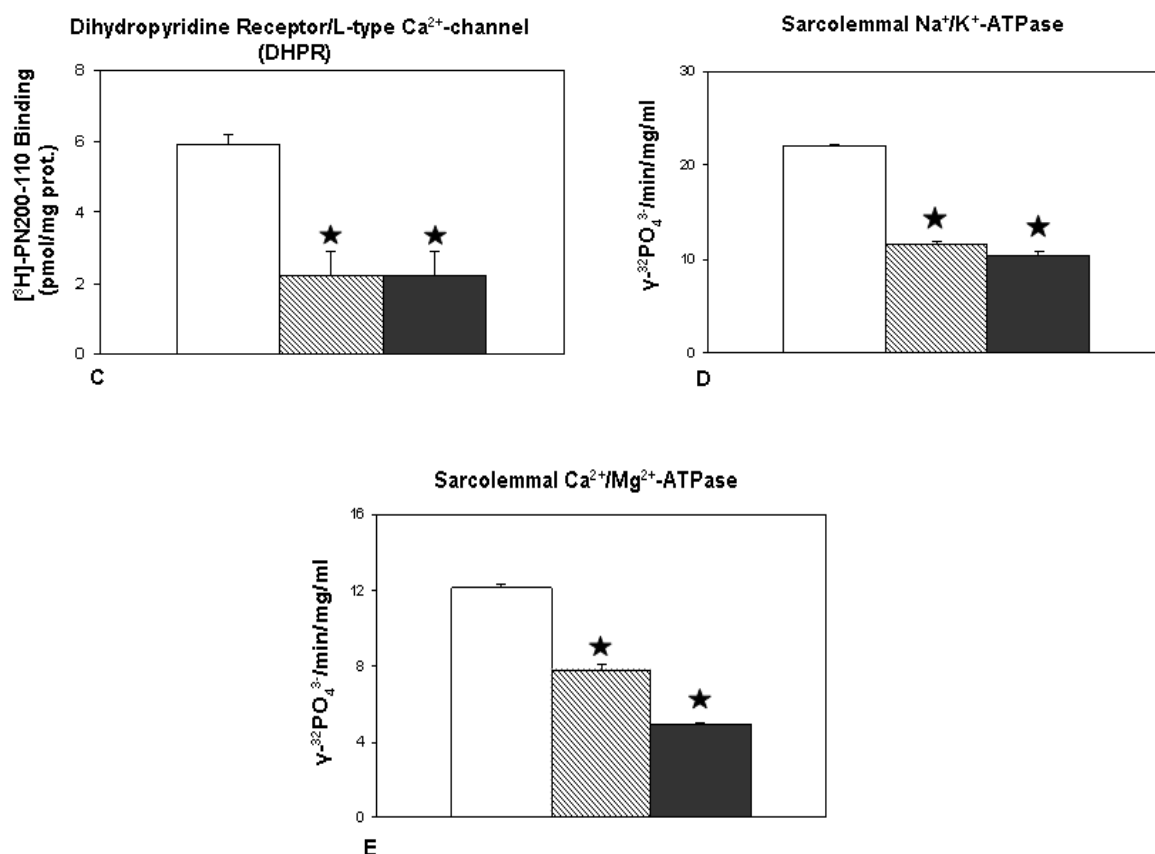 Dihydropyridine Receptor/L-type Ca²⁺-channel
(DHPR)
[³H]-PN200-110 Binding
(pmol/mg prot.)
8
6
4
2
0
C
Sarcolemmal Na⁺/K⁺-ATPase
γ-³²PO₄³⁻/min/mg/ml
30
20
10
0
D
Sarcolemmal Ca²⁺/Mg²⁺-ATPase
γ-³²PO₄³⁻/min/mg/ml
16
12
8
4
0
E